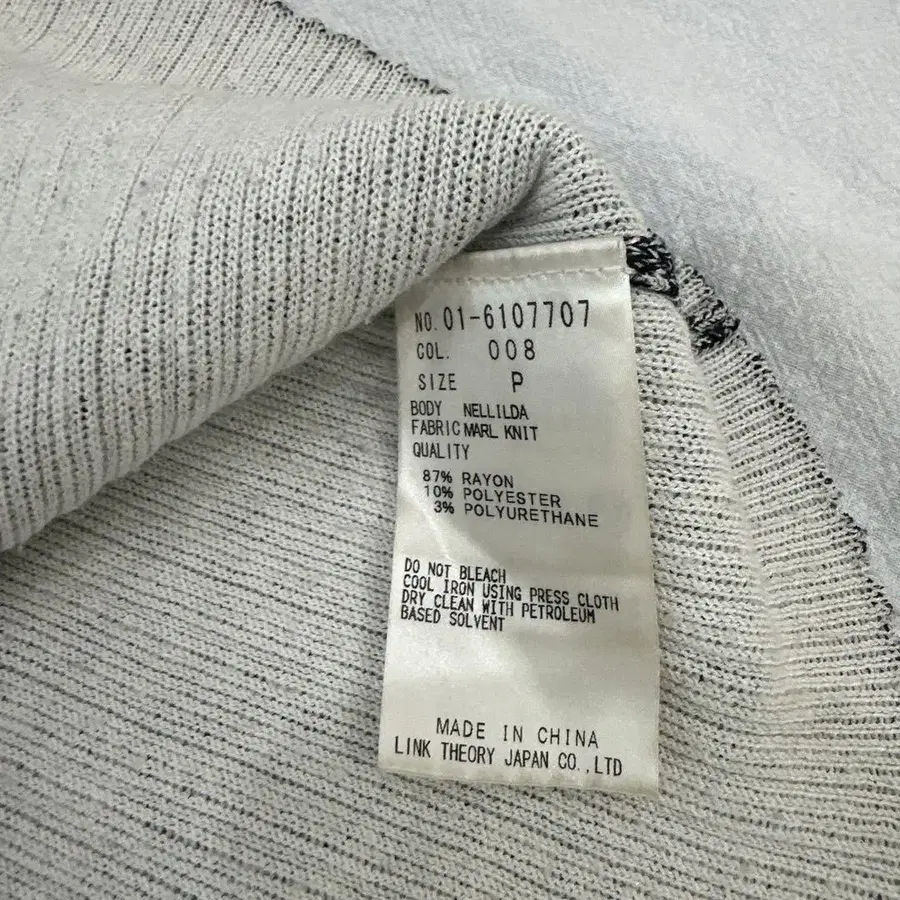 NO. 01-6107707
COL. 008
SIZE P
BODY NELLILDA
FABRIC MARL KNIT
QUALITY
87% RAYON
10% POLYESTER
3% POLYURETHANE
DO NOT BLEACH
COOL IRON USING PRESS CLOTH
DRY CLEAN WITH PETROLEUM
BASED SOLVENT
MADE IN CHINA
LINK THEORY JAPAN CO.,LTD